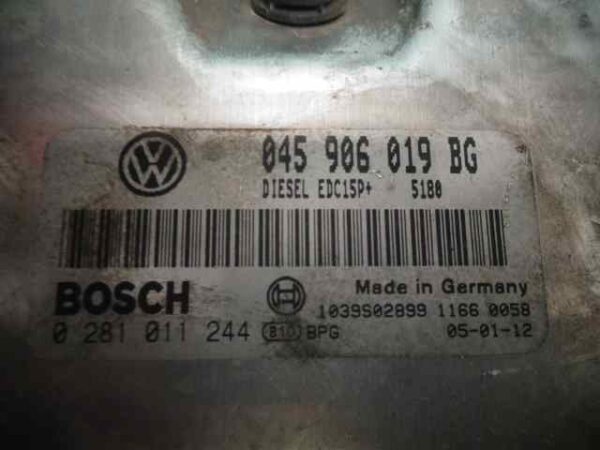 045 906 019 BG
DIESEL EDC15P+ 5180
BOSCH
Made in Germany
1039S02899 1166 0058
0 281 011 244 810 BPG 05-01-12